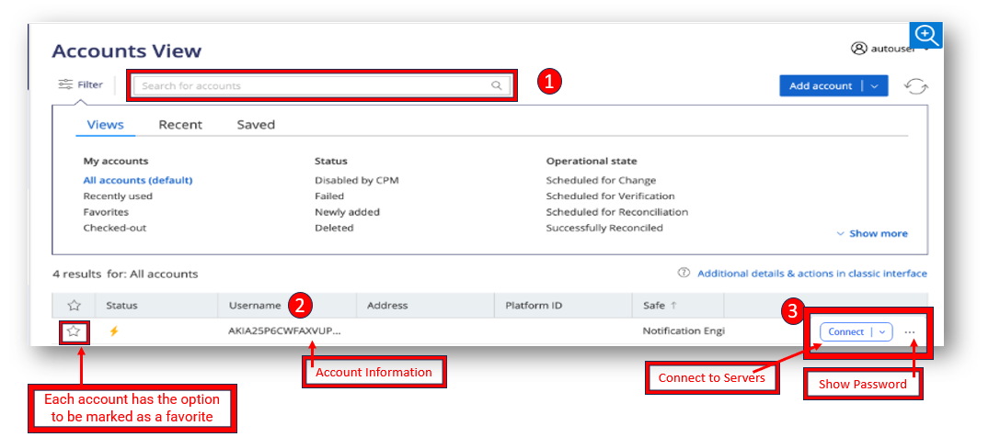 Accounts View
autouser
Filter
Search for accounts
1
Add account
Views Recent Saved
My accounts Status Operational state
All accounts (default) Disabled by CPM Scheduled for Change
Recently used Failed Scheduled for Verification
Favorites Newly added Scheduled for Reconciliation
Checked-out Deleted Successfully Reconciled
Show more
4 results for: All accounts
Additional details & actions in classic interface
Status Username 2 Address Platform ID Safe
3
AKIA25P6CWFAXVUP... Notification Engi Connect ...
Account Information
Connect to Servers
Show Password
Each account has the option
to be marked as a favorite